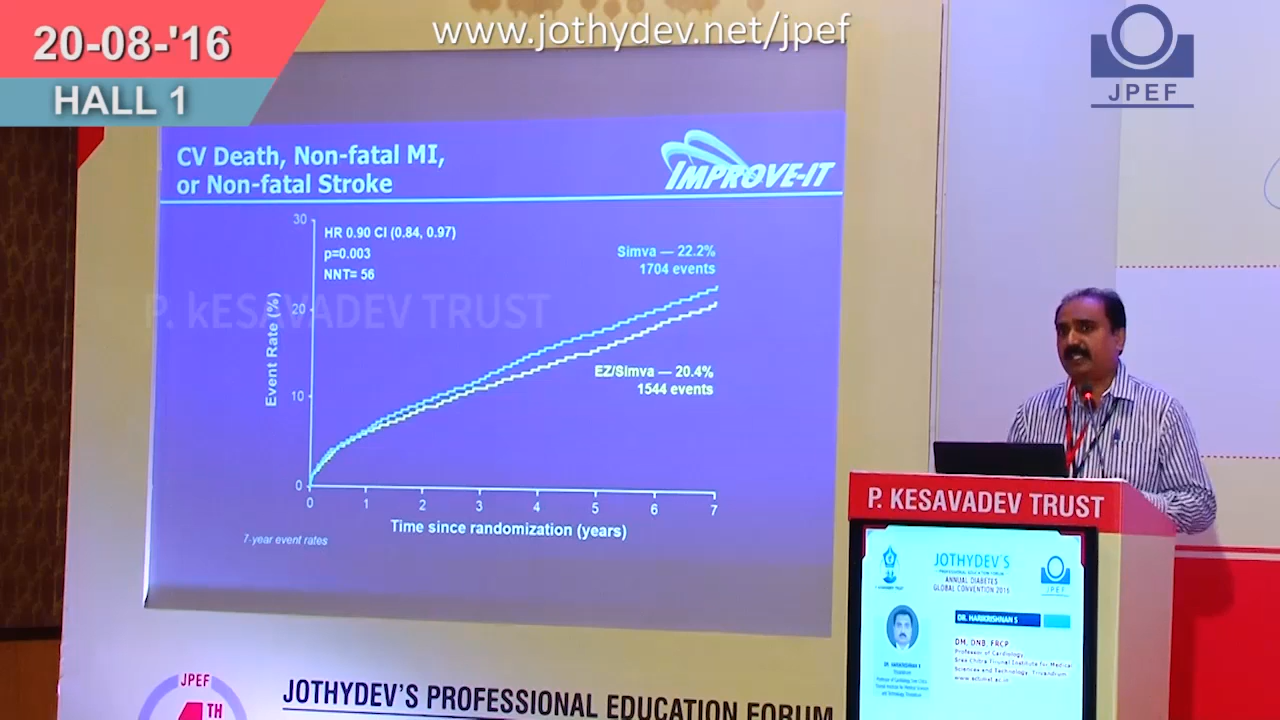 20-08-'16
HALL 1
www.jothydev.net/jpef
JPEF
CV Death, Non-fatal MI,
or Non-fatal Stroke
IMPROVE-IT
HR 0.90 CI (0.84, 0.97)
p=0.003
NNT= 56
Simva — 22.2%
1704 events
EZ/Simva — 20.4%
1544 events
Event Rate (%)
30
20
10
0
0 1 2 3 4 5 6 7
Time since randomization (years)
7-year event rates
P. kESAVADEV TRUST
P. KESAVADEV TRUST
JOTHYDEV'S
PROFESSIONAL EDUCATION FORUM
ANNUAL DIABETES
GLOBAL CONVENTION 2016
JPEF
DR. HARIKRISHNAN S
DM, DNB, FRCP
Professor of Cardiology
Sree Chitra Tirunal Institute for Medical
Sciences and Technology, Trivandrum
JPEF
4TH
JOTHYDEV'S PROFESSIONAL EDUCATION FORUM